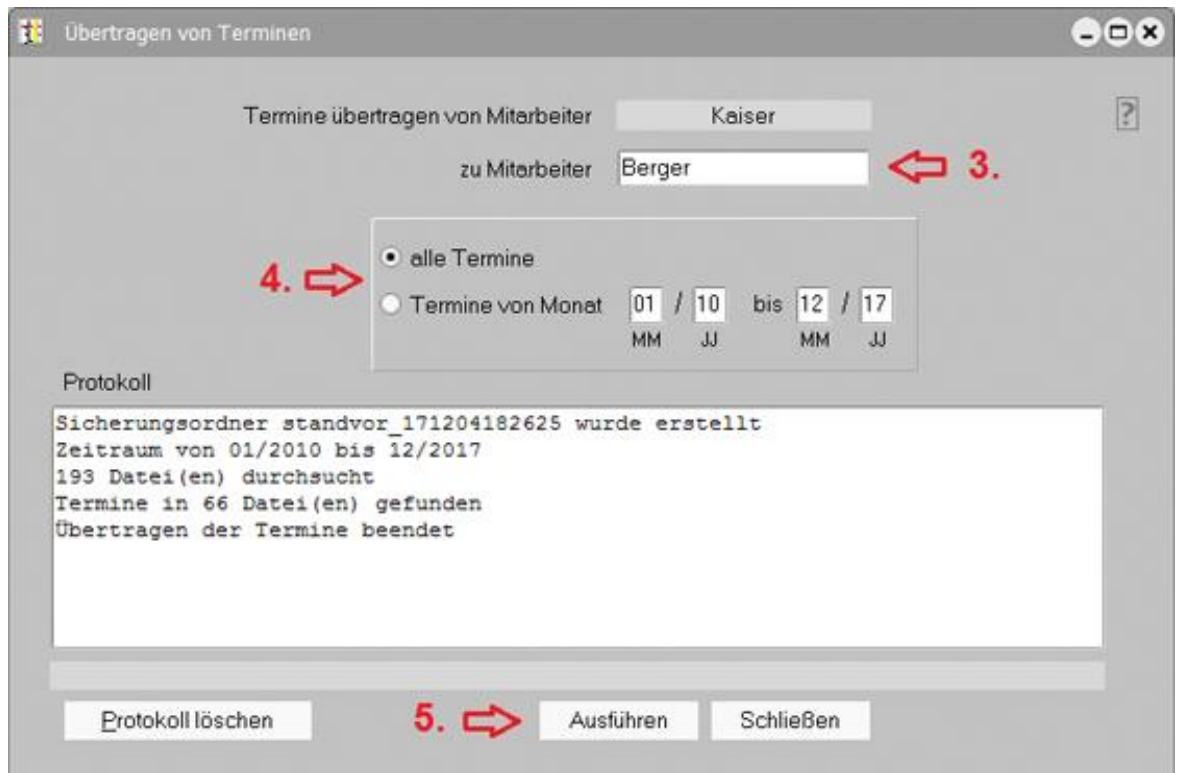 Übertragen von Terminen
Termine übertragen von Mitarbeiter Kaiser ?
zu Mitarbeiter Berger 3.
alle Termine
4.
Termine von Monat 01 / 10 bis 12 / 17
MM JJ MM JJ
Protokoll
Sicherungsordner standvor_171204182625 wurde erstellt
Zeitraum von 01/2010 bis 12/2017
193 Datei(en) durchsucht
Termine in 66 Datei(en) gefunden
Übertragen der Termine beendet
Protokoll löschen 5. Ausführen Schließen